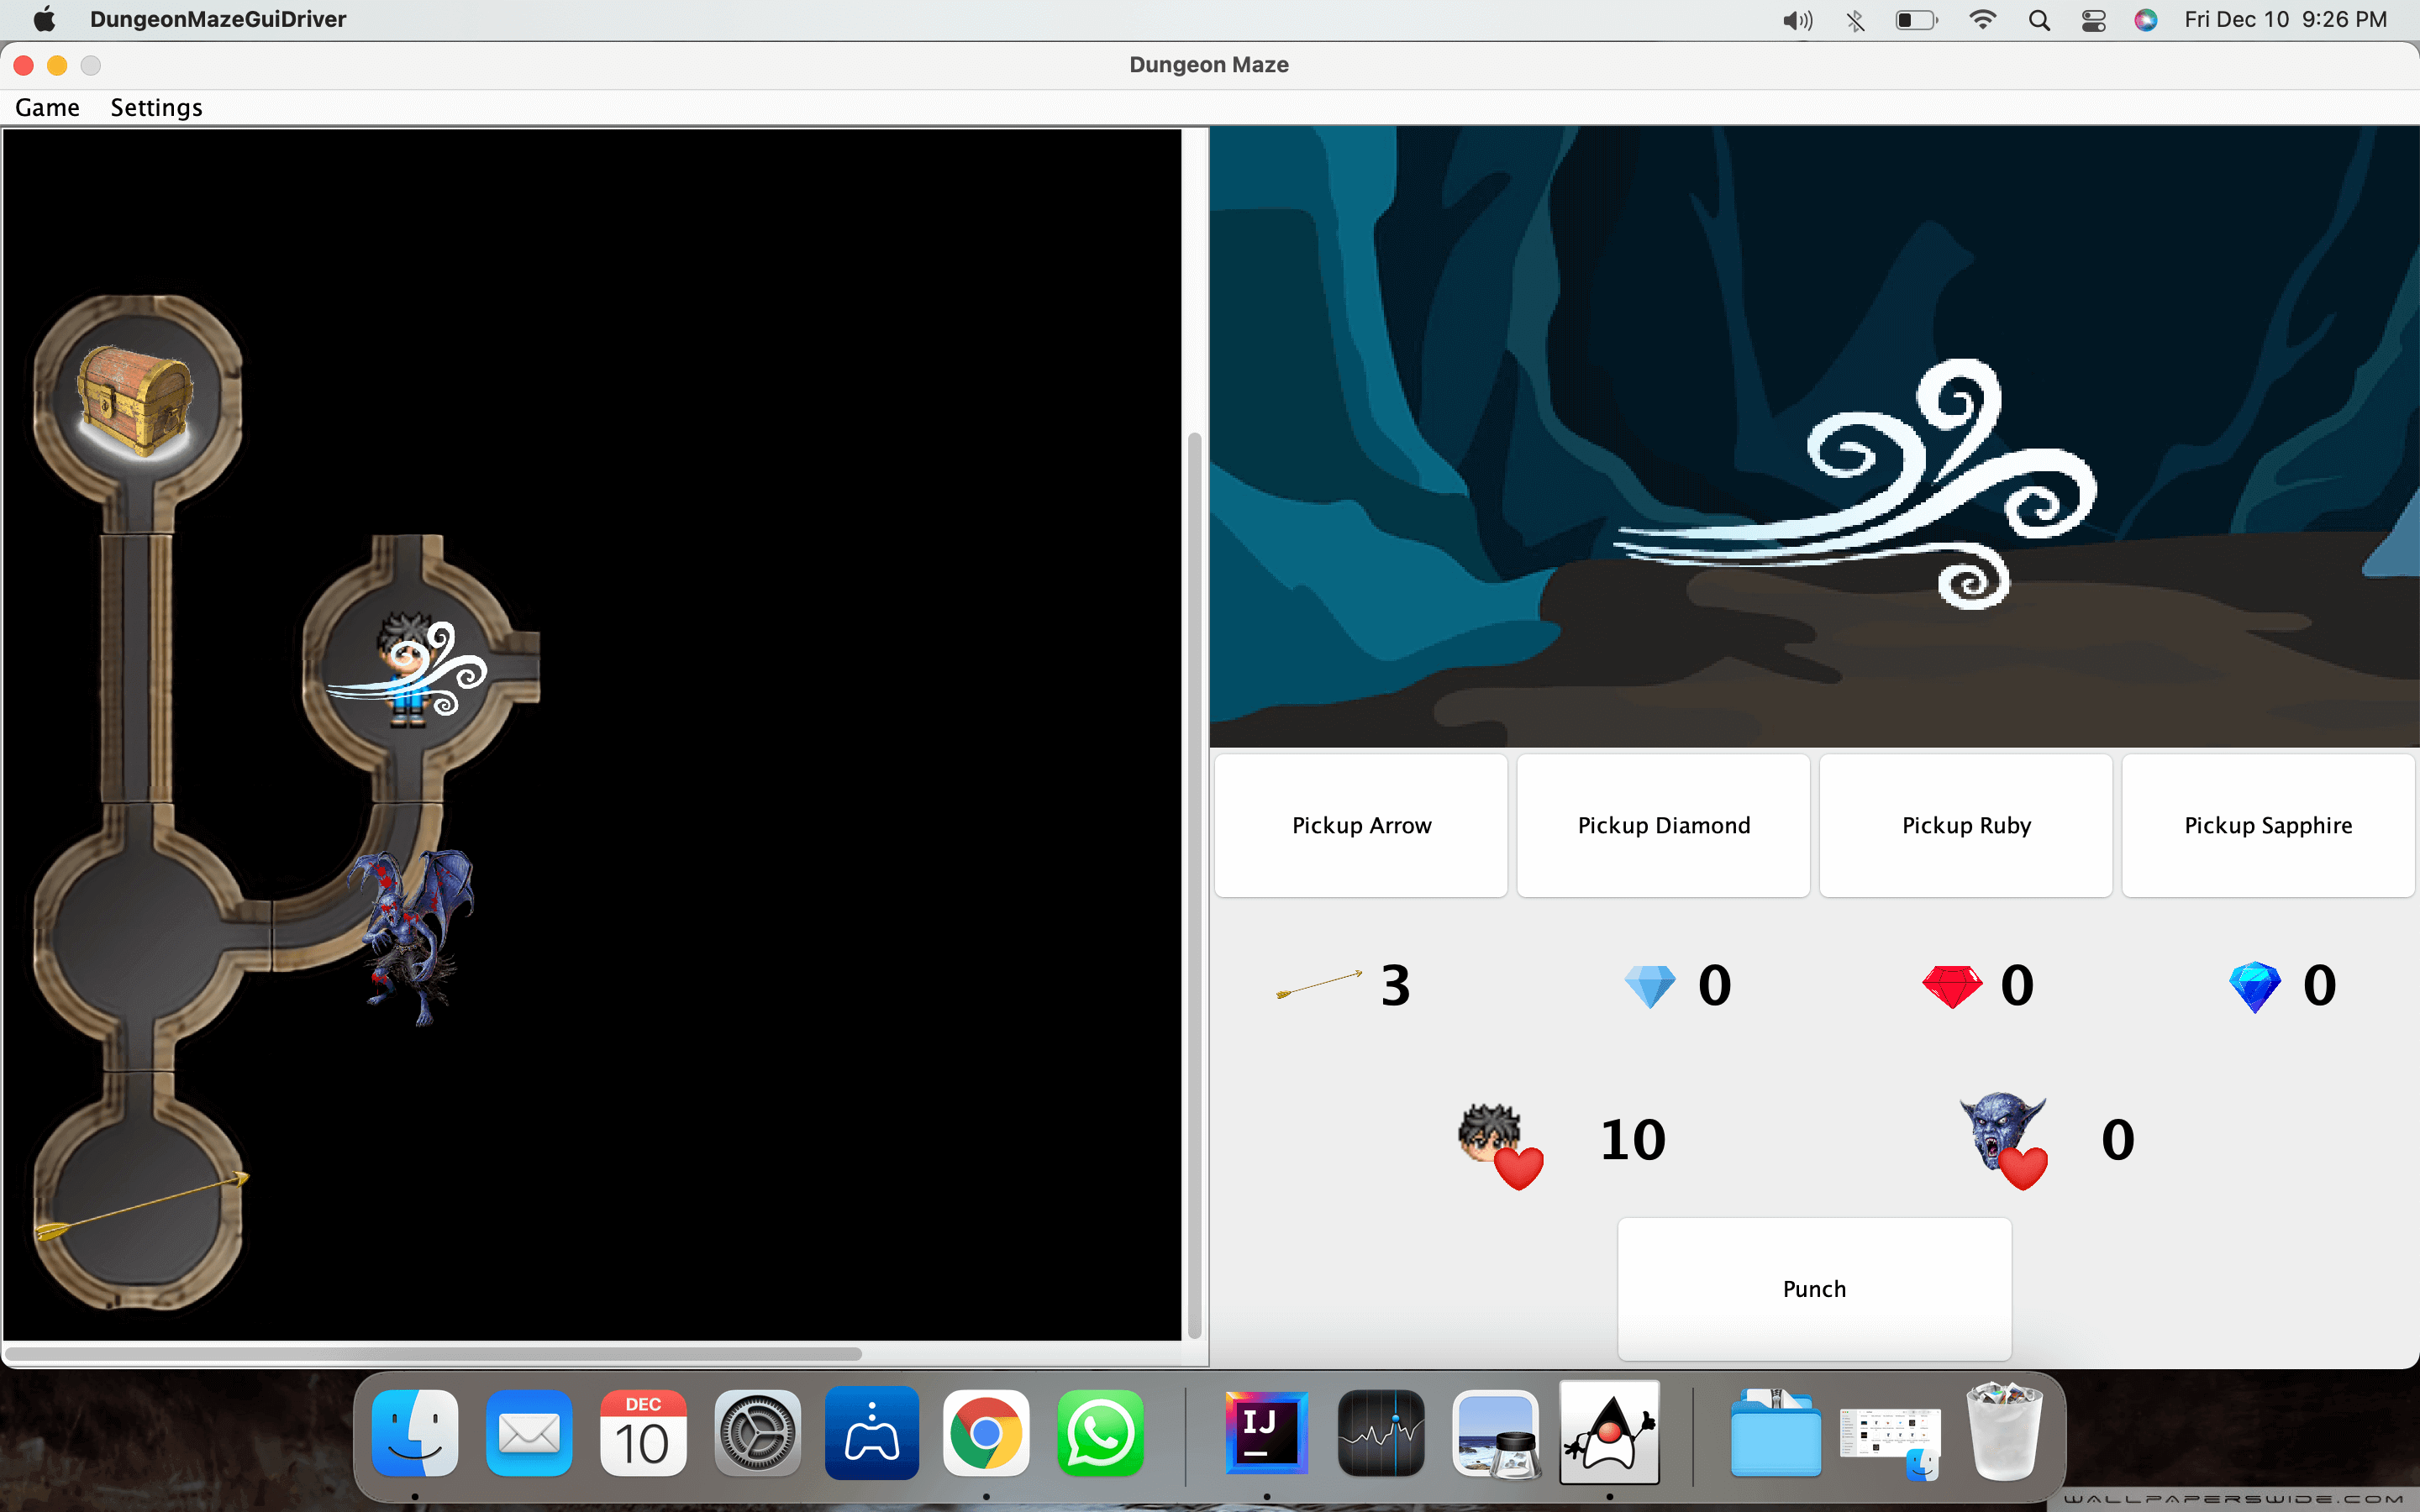 DungeonMazeGuiDriver
Fri Dec 10 9:26 PM
Dungeon Maze
Game Settings
Pickup Arrow
Pickup Diamond
Pickup Ruby
Pickup Sapphire
3
0
0
0
10
0
Punch
DEC
10
IJ
WALLPAPERSWIDE.COM